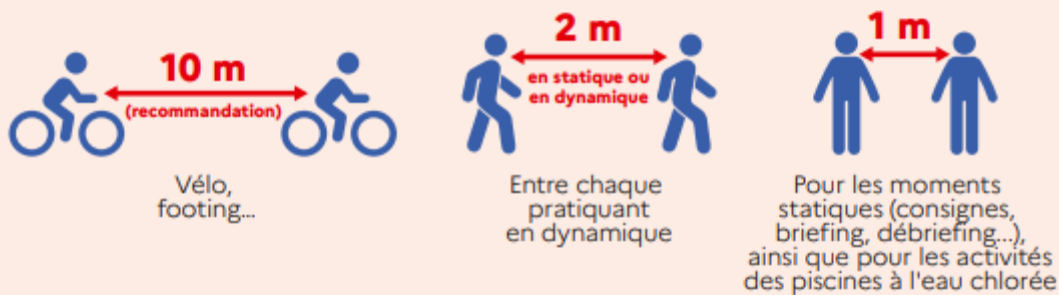 10 m
(recommandation)
Vélo,
footing...
2 m
en statique ou
en dynamique
Entre chaque
pratiquant
en dynamique
1 m
Pour les moments
statiques (consignes,
briefing, débriefing...),
ainsi que pour les activités
des piscines à l'eau chlorée